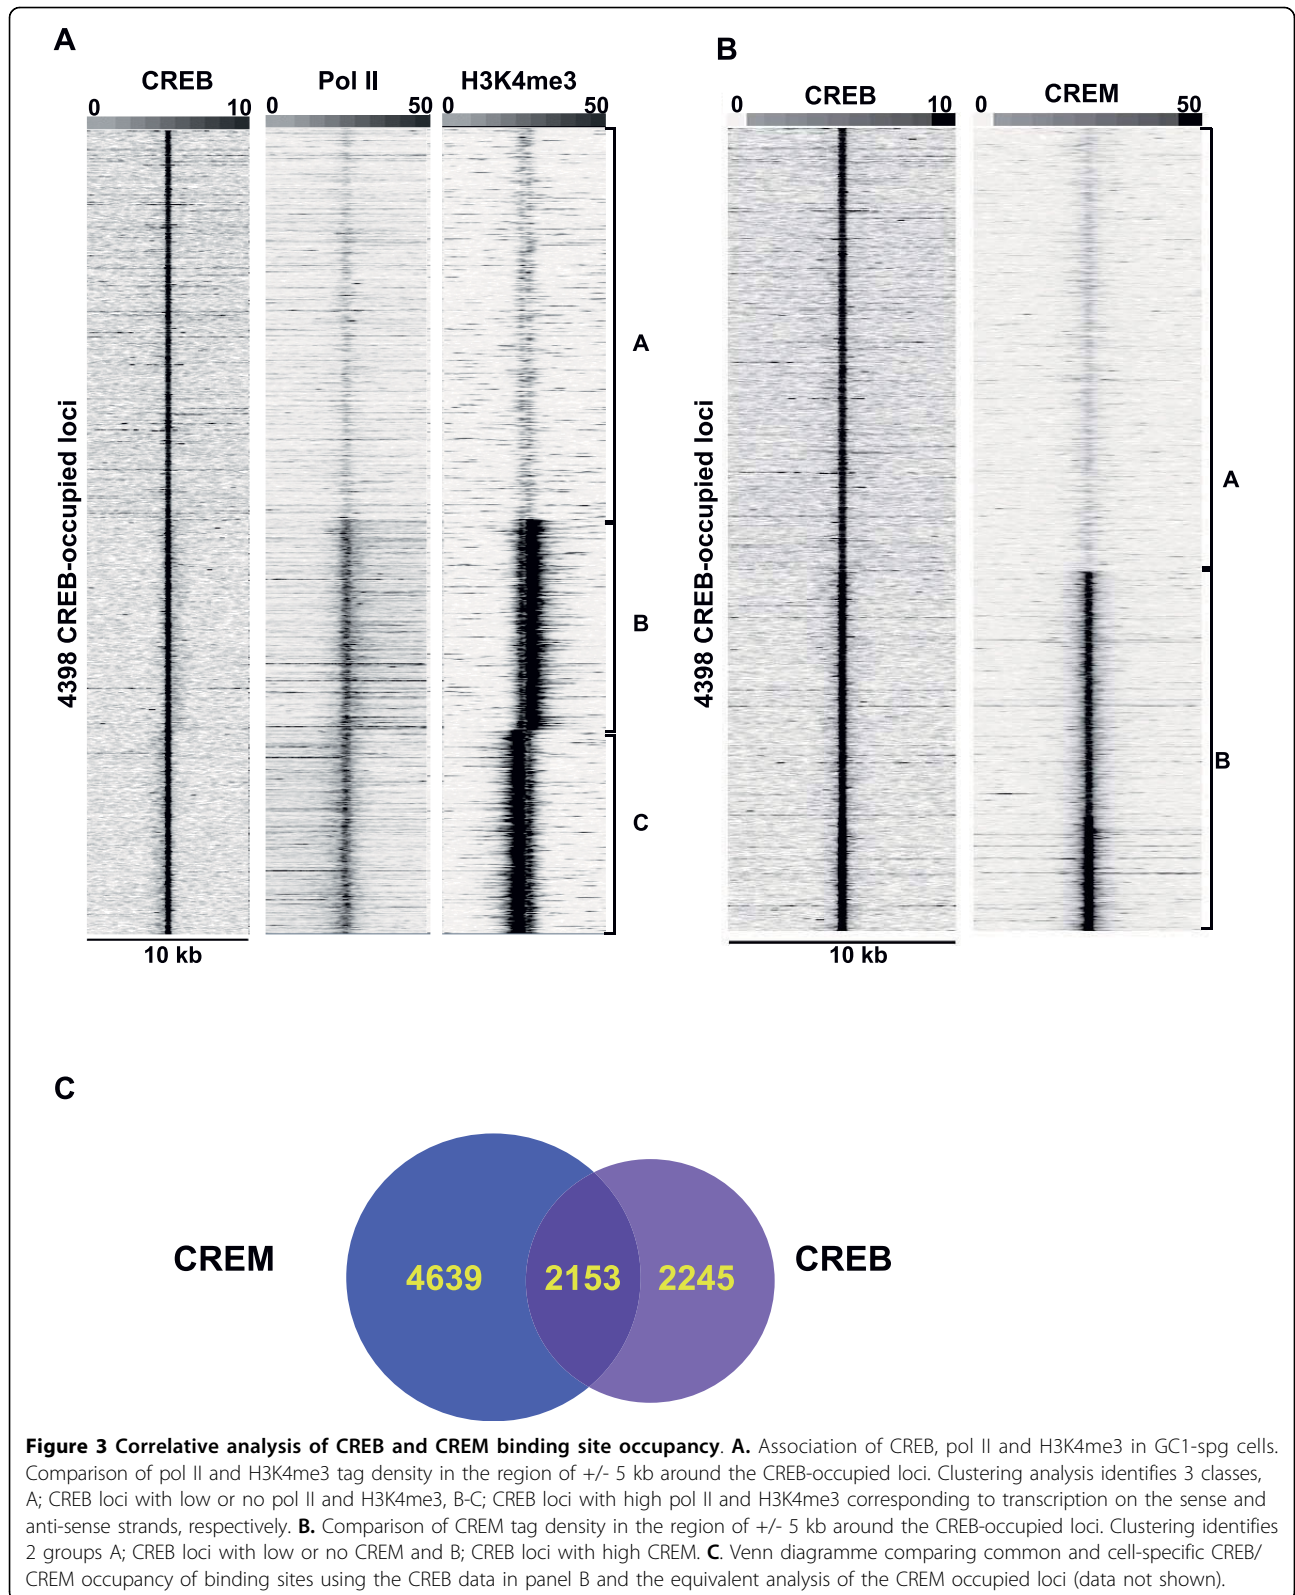 A
CREB
Pol II
H3K4me3
0 10
0 50
0 50
4398 CREB-occupied loci
A
B
C
10 kb
B
CREB
CREM
0 10
0 50
4398 CREB-occupied loci
A
B
10 kb
C
CREM
4639
2153
2245
CREB
Figure 3 Correlative analysis of CREB and CREM binding site occupancy. A. Association of CREB, pol II and H3K4me3 in GC1-spg cells.
Comparison of pol II and H3K4me3 tag density in the region of +/- 5 kb around the CREB-occupied loci. Clustering analysis identifies 3 classes,
A; CREB loci with low or no pol II and H3K4me3, B-C; CREB loci with high pol II and H3K4me3 corresponding to transcription on the sense and
anti-sense strands, respectively. B. Comparison of CREM tag density in the region of +/- 5 kb around the CREB-occupied loci. Clustering identifies
2 groups A; CREB loci with low or no CREM and B; CREB loci with high CREM. C. Venn diagramme comparing common and cell-specific CREB/
CREM occupancy of binding sites using the CREB data in panel B and the equivalent analysis of the CREM occupied loci (data not shown).